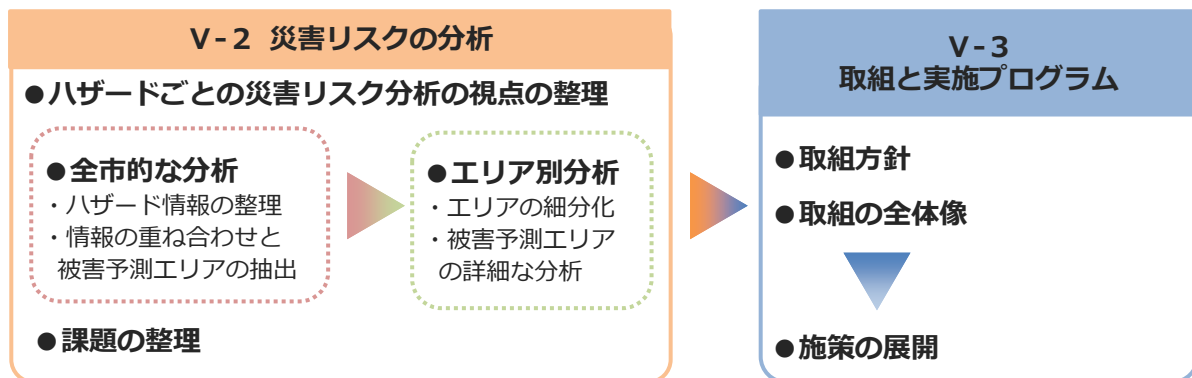 Ⅴ-２ 災害リスクの分析
●ハザードごとの災害リスク分析の視点の整理
●全市的な分析
・ハザード情報の整理
・情報の重ね合わせと
被害予測エリアの抽出
●エリア別分析
・エリアの細分化
・被害予測エリア
の詳細な分析
●課題の整理
Ⅴ-３
取組と実施プログラム
●取組方針
●取組の全体像
●施策の展開